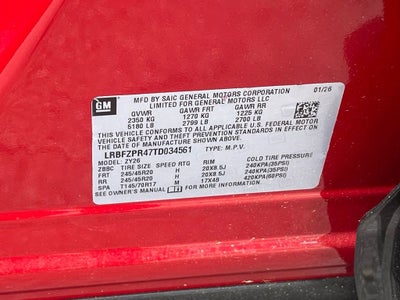 GM
MFD BY SAIC GENERAL MOTORS CORPORATION
LIMITED FOR GENERAL MOTORS LLC 01/26
GVWR GAWR FRT GAWR RR
2350 KG 1270 KG 1225 KG
5180 LB 2799 LB 2700 LB
THIS VEHICLE CONFORMS TO ALL APPLICABLE U.S. FEDERAL MOTOR
VEHICLE SAFETY AND THEFT PREVENTION STANDARDS IN EFFECT ON
THE DATE OF MANUFACTURE SHOWN ABOVE.
LRBFZPR47TD034561 TYPE: M.P.V.
MODEL: ZY26
ZBBC TIRE SIZE SPEED RTG RIM COLD TIRE PRESSURE
FRT 245/45R20 H 20X8.5J 240KPA(35PSI)
RR 245/45R20 H 20X8.5J 240KPA(35PSI)
SPA T145/70R17 M 17X4B 420KPA(60PSI)
SEE OWNER'S MANUAL FOR MORE INFORMATION.